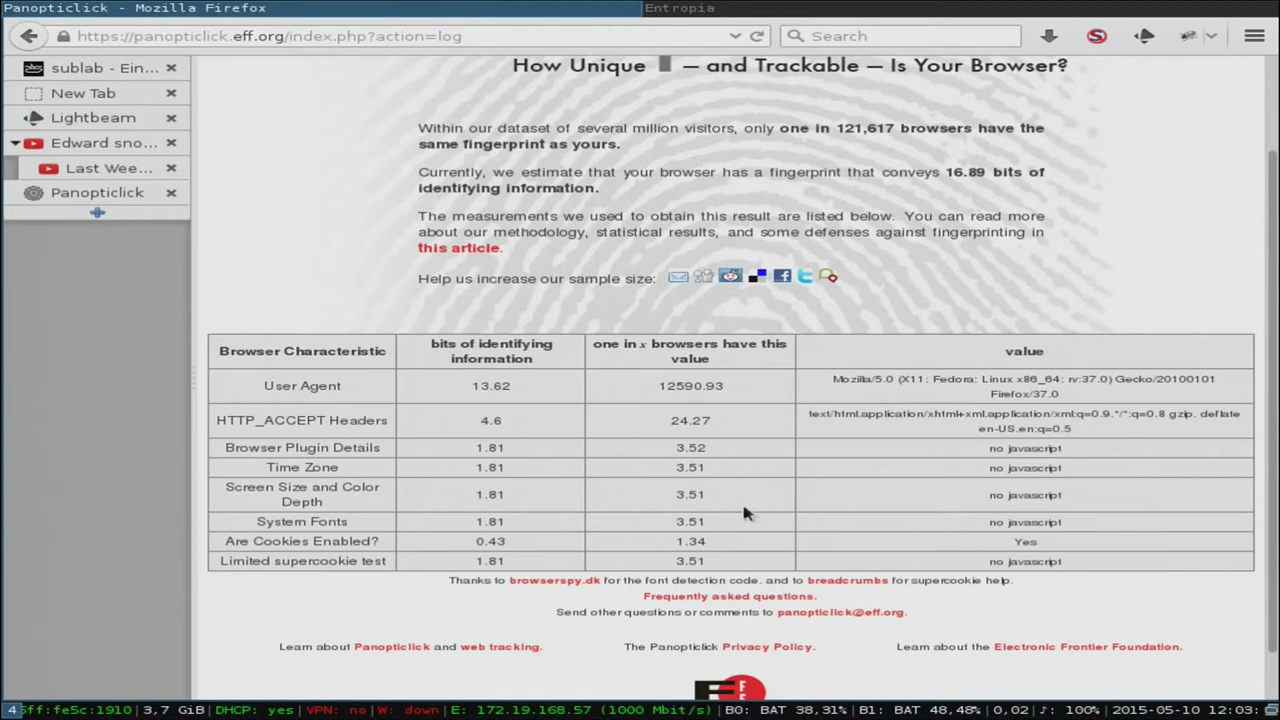 Panopticlick - Mozilla Firefox
Entropia
https://panopticlick.eff.org/index.php?action=log
Search
sublab - Ein...
New Tab
Lightbeam
Edward sno...
Last Wee...
Panopticlick
How Unique — and Trackable — Is Your Browser?
Within our dataset of several million visitors, only one in 121,617 browsers have the
same fingerprint as yours.
Currently, we estimate that your browser has a fingerprint that conveys 16.89 bits of
identifying information.
The measurements we used to obtain this result are listed below. You can read more
about our methodology, statistical results, and some defenses against fingerprinting in
this article.
Help us increase our sample size:
Browser Characteristic
bits of identifying
information
one in x browsers have this
value
value
User Agent
13.62
12590.93
Mozilla/5.0 (X11; Fedora; Linux x86_64; rv:37.0) Gecko/20100101
Firefox/37.0
HTTP_ACCEPT Headers
4.6
24.27
text/html,application/xhtml+xml,application/xml;q=0.9,*/*;q=0.8 gzip, deflate
en-US,en;q=0.5
Browser Plugin Details
1.81
3.52
no javascript
Time Zone
1.81
3.51
no javascript
Screen Size and Color
Depth
1.81
3.51
no javascript
System Fonts
1.81
3.51
no javascript
Are Cookies Enabled?
0.43
1.34
Yes
Limited supercookie test
1.81
3.51
no javascript
Thanks to browserspy.dk for the font detection code, and to breadcrumbs for supercookie help.
Frequently asked questions.
Send other questions or comments to panopticlick@eff.org.
Learn about Panopticlick and web tracking.
The Panopticlick Privacy Policy.
Learn about the Electronic Frontier Foundation.
4
5ff:fe5c:1910|3,7 GiB|DHCP: yes|VPN: no|W: down|E: 172.19.168.57 (1000 Mbit/s)|B0: BAT 38,31%|B1: BAT 48,48%|0,02|♪: 100%|2015-05-10 12:03: